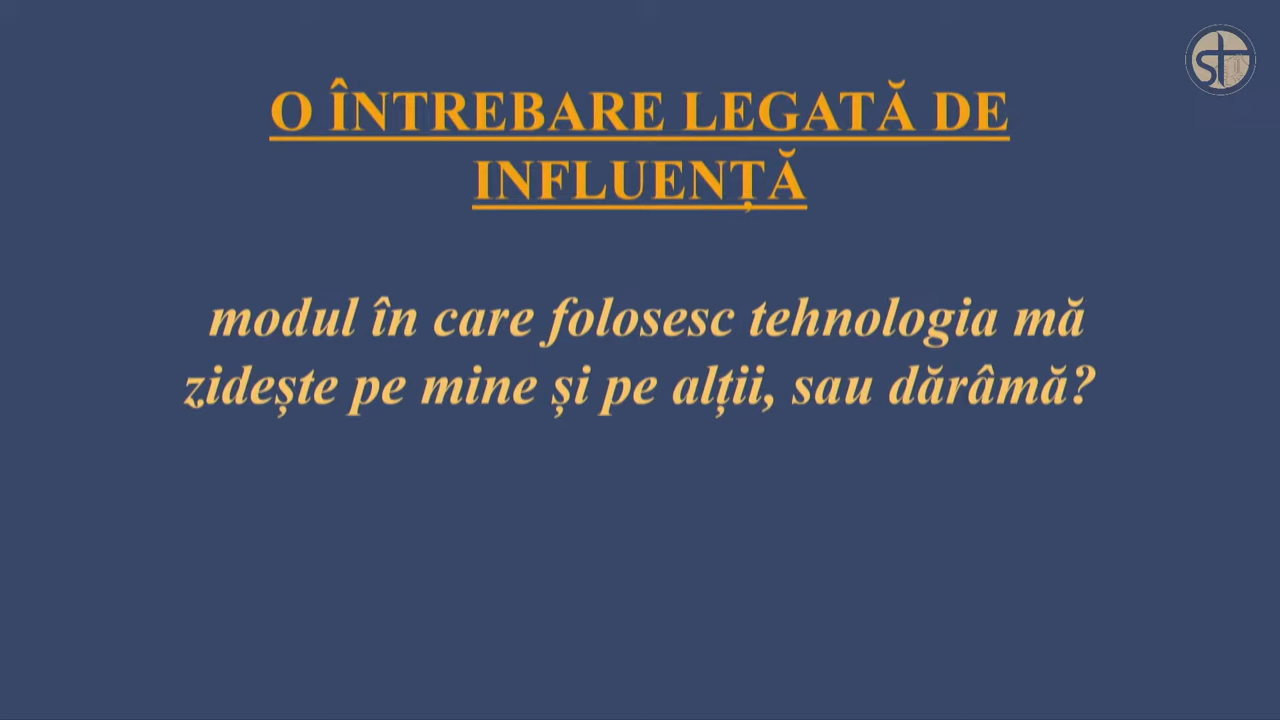 O ÎNTREBARE LEGATĂ DE
INFLUENȚĂ
modul în care folosesc tehnologia mă
zidește pe mine și pe alții, sau dărâmă?